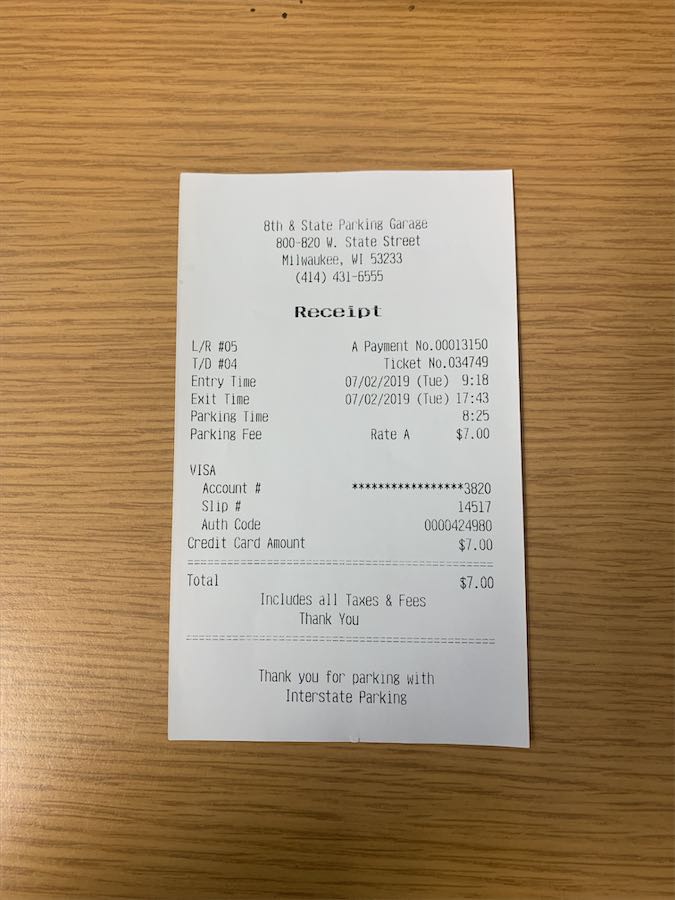 8th & State Parking Garage
800-820 W. State Street
Milwaukee, WI 53233
(414) 431-6555
Receipt
L/R #05 A Payment No.00013150
T/D #04 Ticket No.034749
Entry Time 07/02/2019 (Tue) 9:18
Exit Time 07/02/2019 (Tue) 17:43
Parking Time 8:25
Parking Fee Rate A $7.00
VISA
Account # *****************3820
Slip # 14517
Auth Code 0000424980
Credit Card Amount $7.00
Total $7.00
Includes all Taxes & Fees
Thank You
Thank you for parking with
Interstate Parking